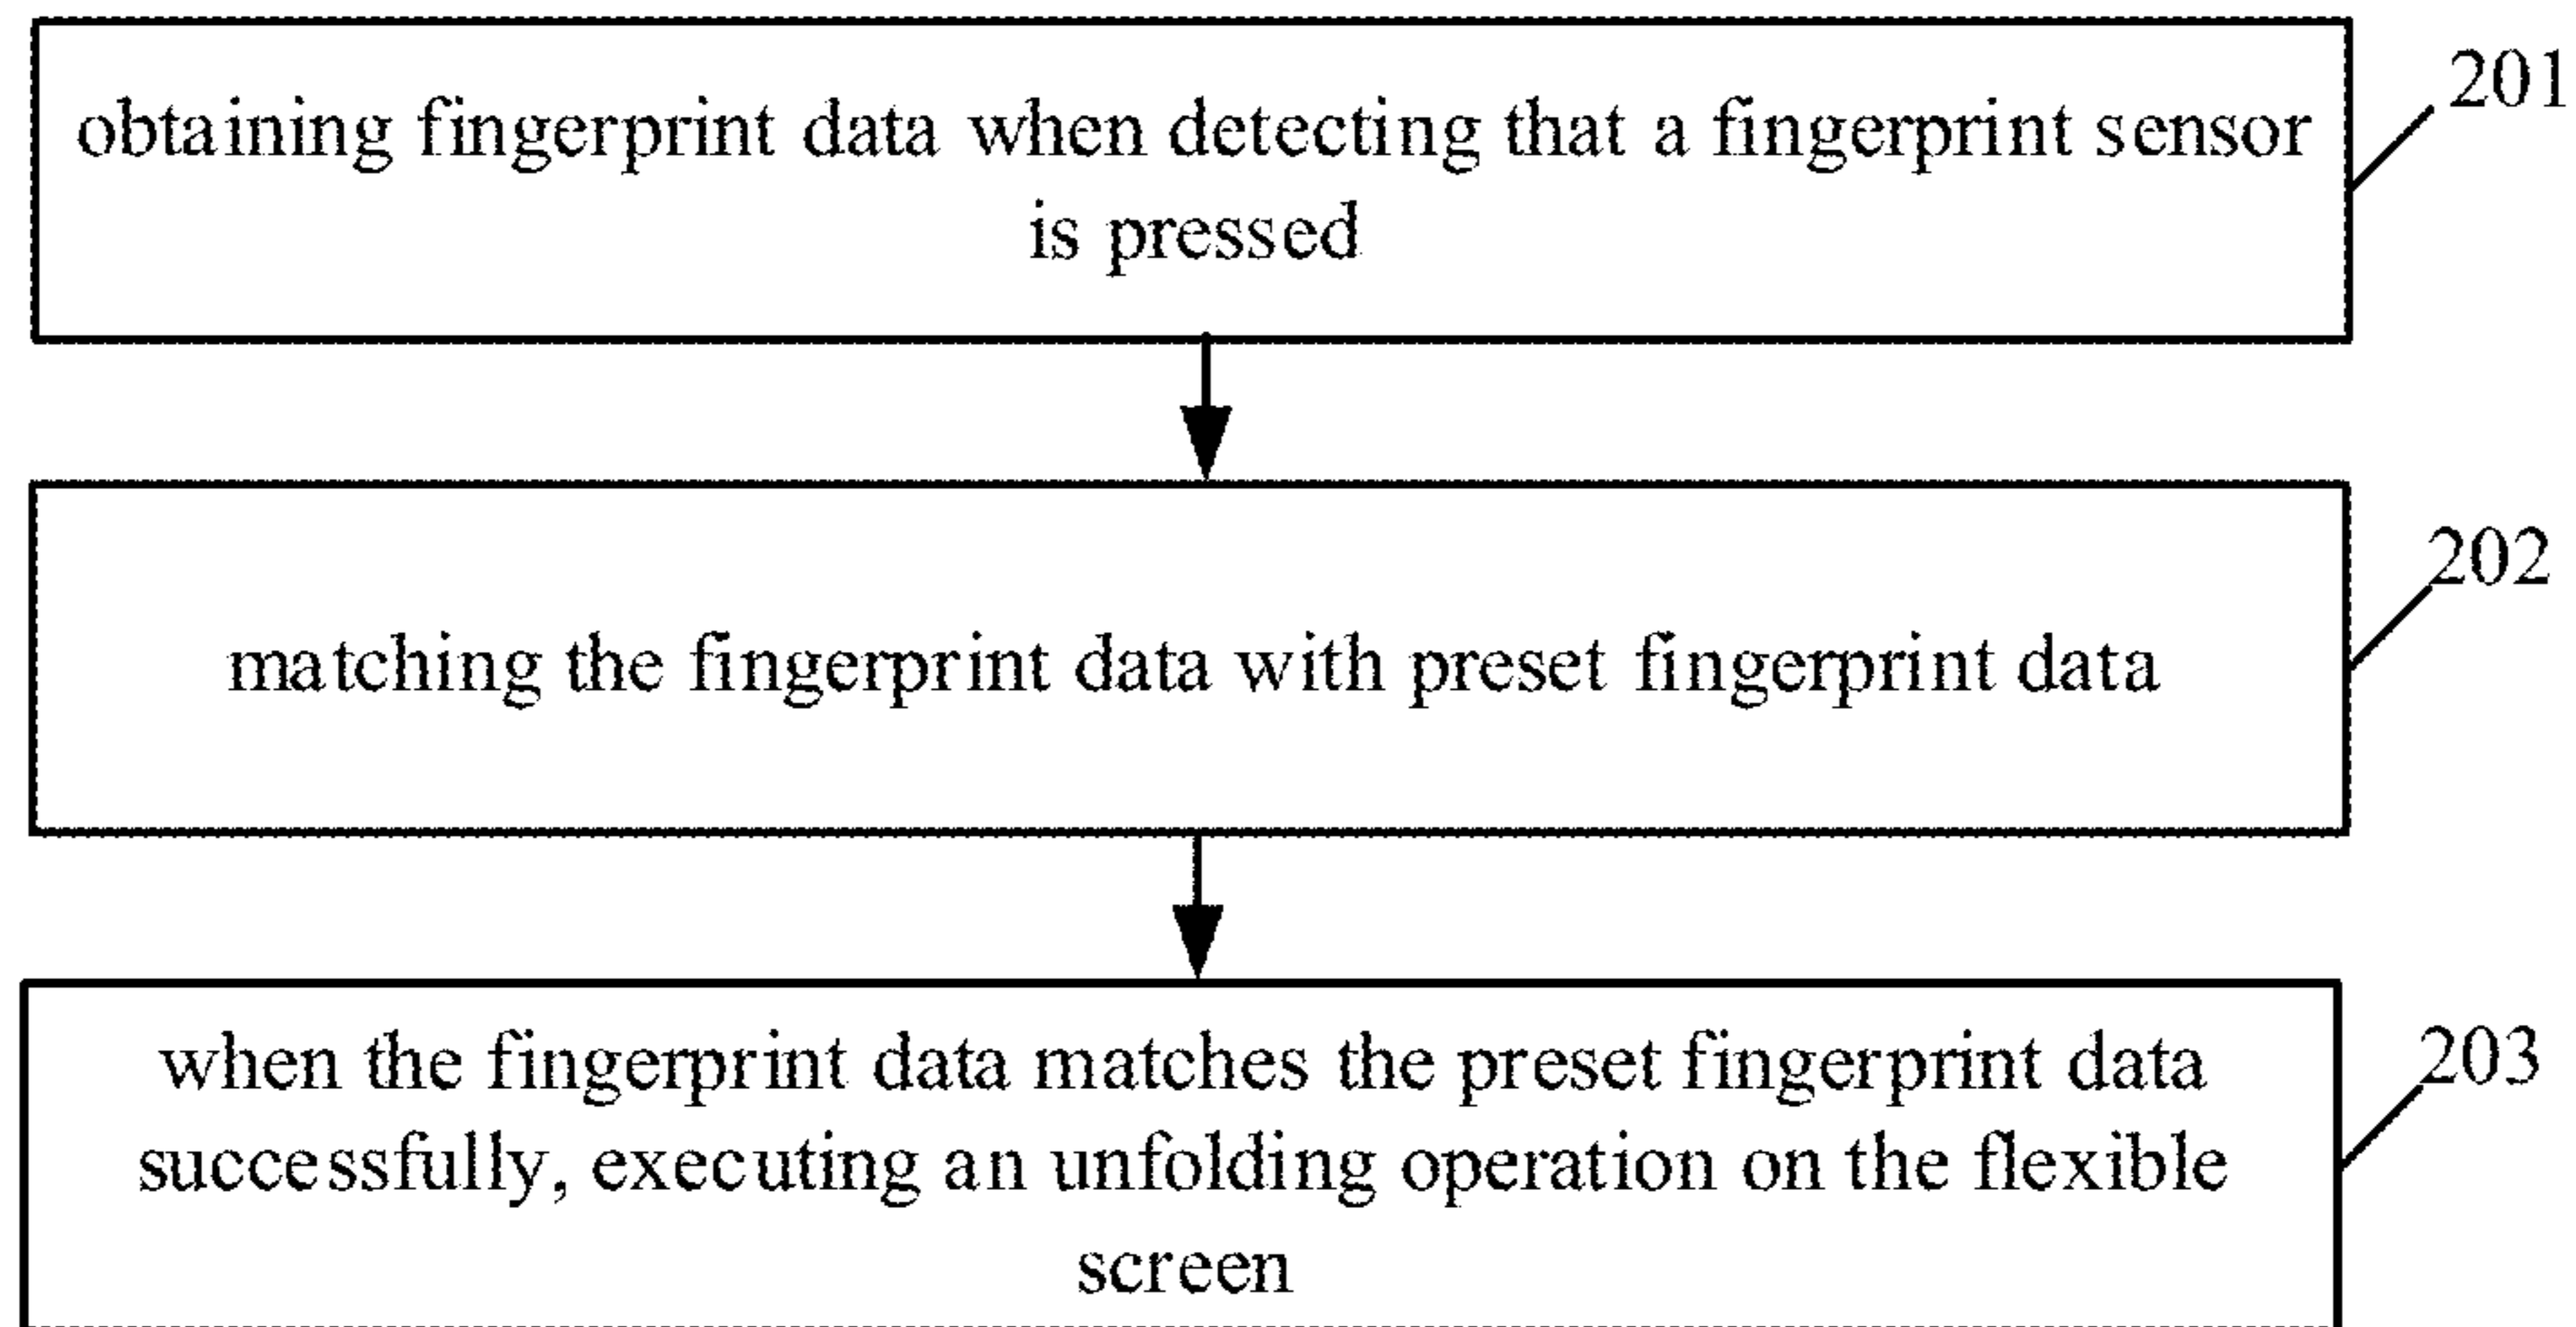 obtaining fingerprint data when detecting that a fingerprint sensor
is pressed
201
matching the fingerprint data with preset fingerprint data
202
when the fingerprint data matches the preset fingerprint data
successfully, executing an unfolding operation on the flexible
screen
203